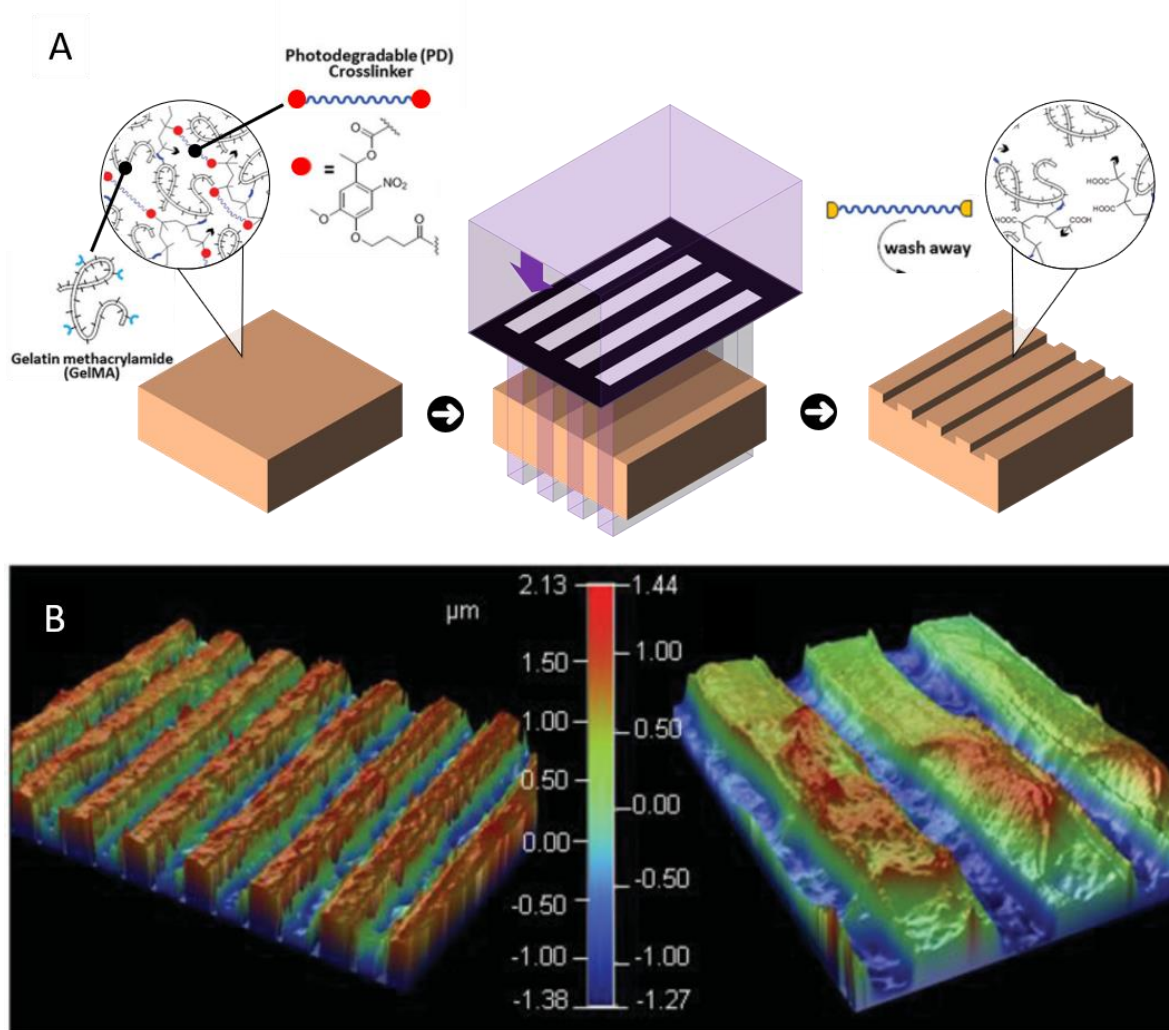 A
Photodegradable (PD)
Crosslinker
=
O
O
NO₂
O
O
O
Gelatin methacrylamide
(GelMA)
wash away
HOOC
HOOC
COOH
B
µm
2.13
1.50
1.00
0.50
0.00
-0.50
-1.00
-1.38
1.44
1.00
0.50
0.00
-0.50
-1.00
-1.27